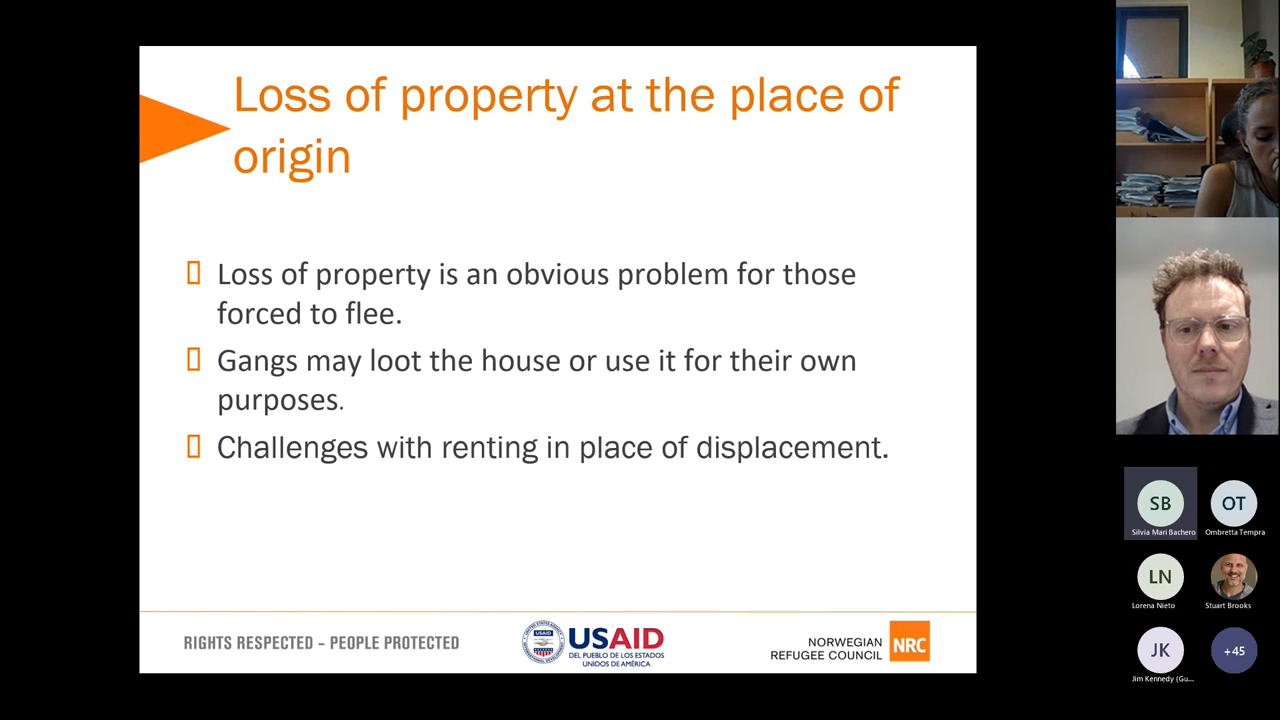 Loss of property at the place of
origin
Loss of property is an obvious problem for those
forced to flee.
Gangs may loot the house or use it for their own
purposes.
Challenges with renting in place of displacement.
RIGHTS RESPECTED – PEOPLE PROTECTED
USAID
USAID
DEL PUEBLO DE LOS ESTADOS
UNIDOS DE AMÉRICA
NORWEGIAN
REFUGEE COUNCIL
NRC
SB
Silvia Mari Bachero
OT
Ombretta Tempra
LN
Lorena Nieto
Stuart Brooks
JK
Jim Kennedy (Gu...
+45